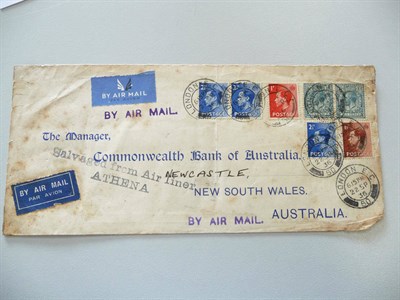 BY AIR MAIL
BY AIR MAIL.
The Manager,
Commonwealth Bank of Australia,
Salvaged from Air liner
ATHENA
NEWCASTLE,
NEW SOUTH WALES,
BY AIR MAIL
PAR AVION
BY AIR MAIL.
AUSTRALIA.
POSTAGE
POSTAGE
POSTAGE
POSTAGE
POSTAGE
LONDON
LONDON